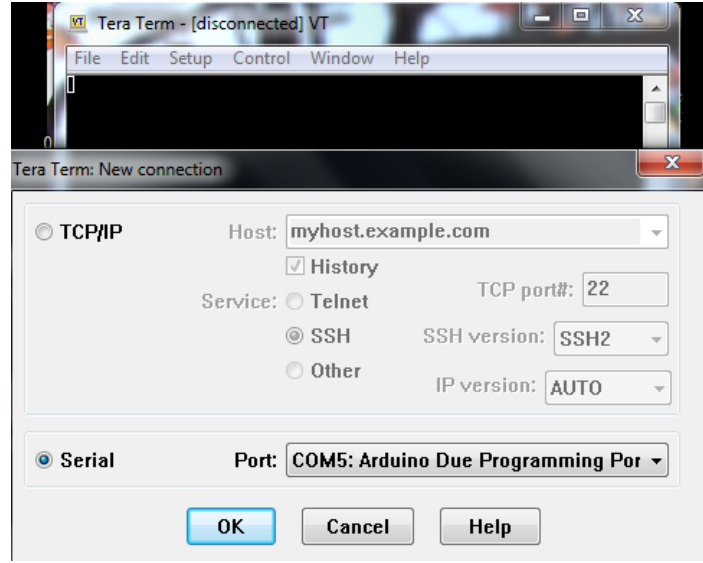 VT Tera Term - [disconnected] VT
File Edit Setup Control Window Help
0
Tera Term: New connection
TCP/IP Host: myhost.example.com
History
Service: Telnet TCP port#: 22
SSH SSH version: SSH2
Other IP version: AUTO
Serial Port: COM5: Arduino Due Programming Por
OK Cancel Help